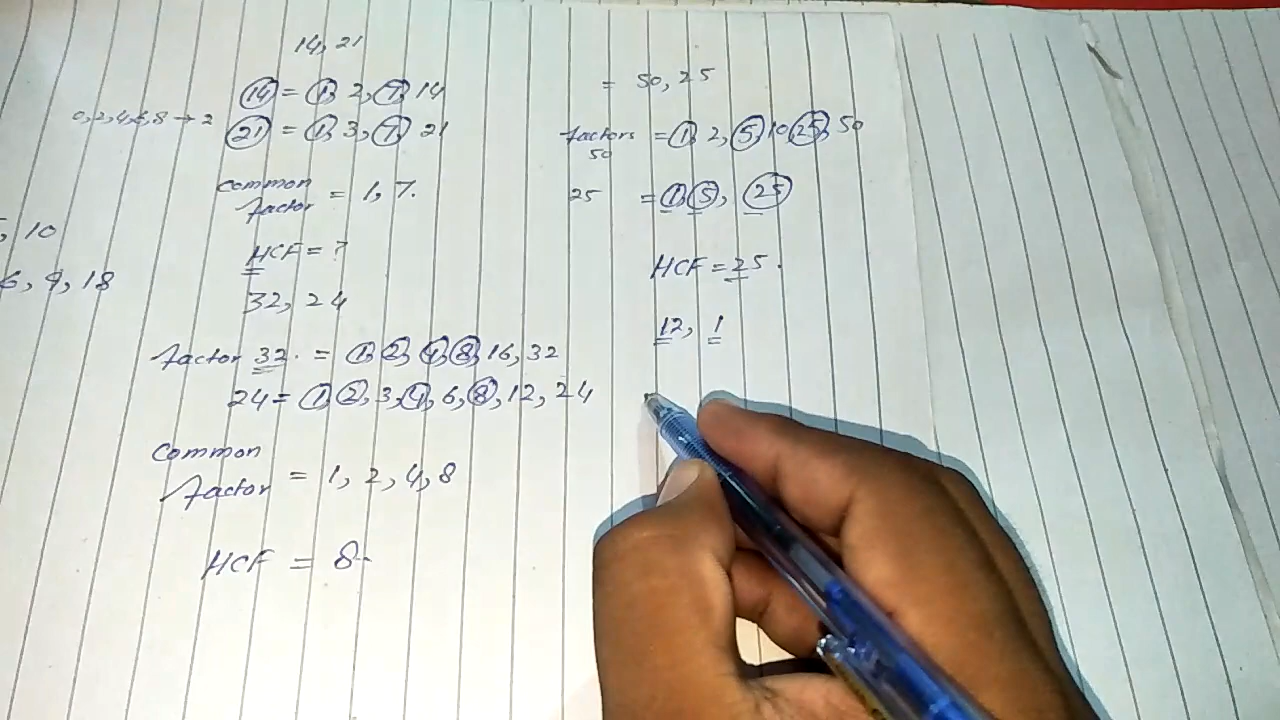 14, 21
14 = 1, 2, 7, 14
0, 2, 4, 6, 8 → 2
21 = 1, 3, 7, 21
common
factor = 1, 7.
HCF = ?
32, 24
factor 32. = 1, 2, 4, 8, 16, 32
24 = 1, 2, 3, 4, 6, 8, 12, 24
common
factor = 1, 2, 4, 8
HCF = 8
, 10
6, 9, 18
= 50, 25
factors = 1, 2, 5, 10, 25, 50
50
25 = 1, 5, 25
HCF = 25.
12, 1